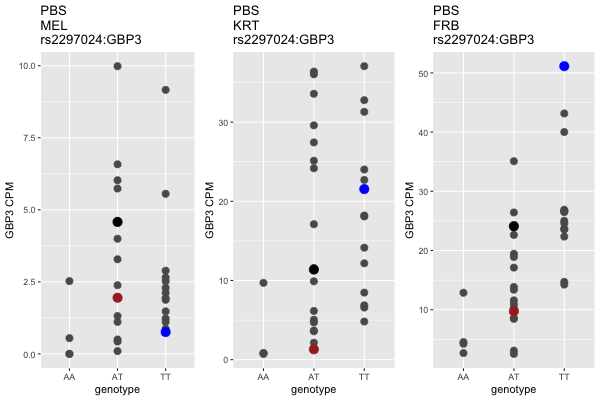 PBS
MEL
rs2297024:GBP3
GBP3 CPM
10.0
7.5
5.0
2.5
0.0
AA
AT
TT
genotype
PBS
KRT
rs2297024:GBP3
GBP3 CPM
30
20
10
0
AA
AT
TT
genotype
PBS
FRB
rs2297024:GBP3
GBP3 CPM
50
40
30
20
10
AA
AT
TT
genotype